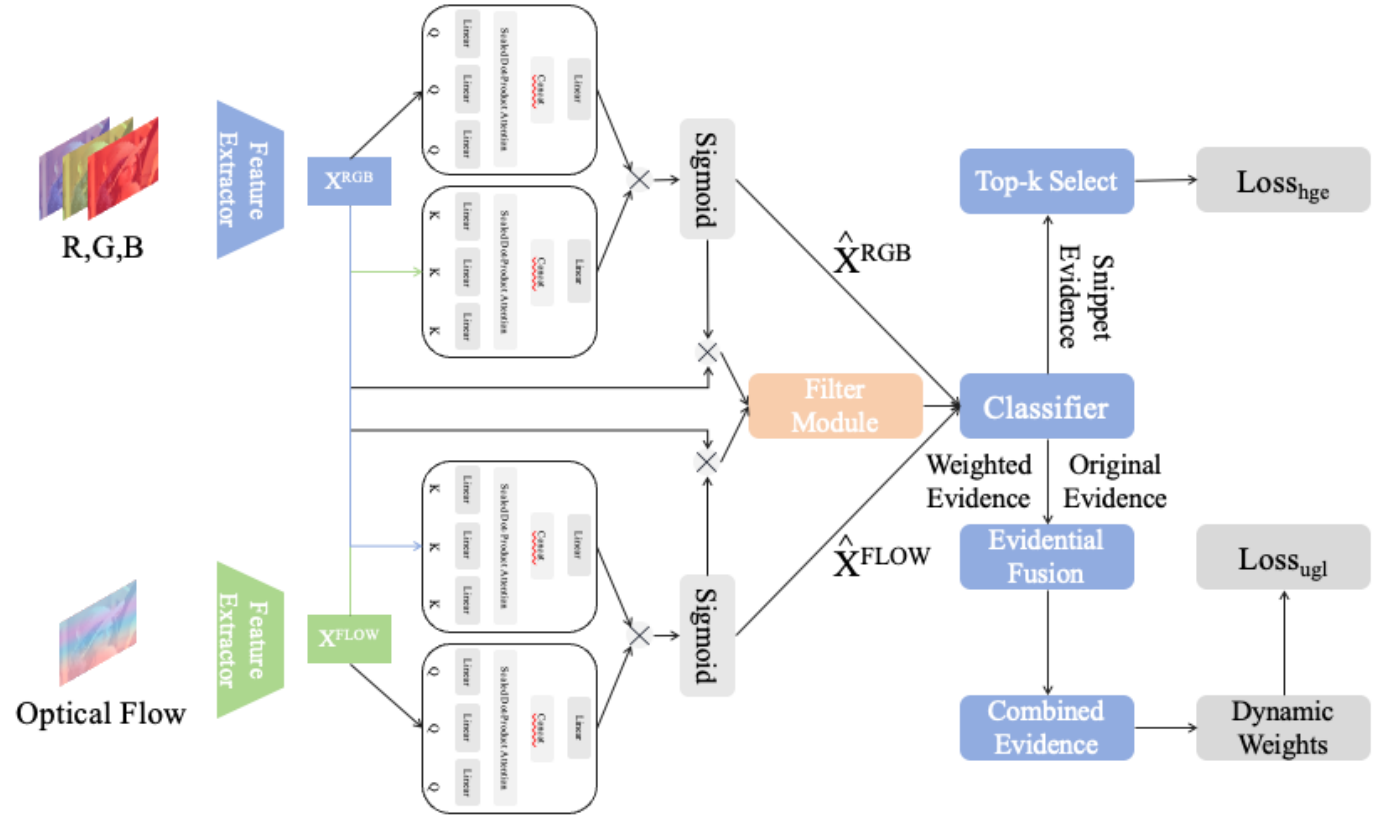 R,G,B
Feature
Extractor
X^RGB
Q
Q
Q
Linear
Linear
Linear
Scaled Dot-Product Attention
Concat
Linear
K
K
K
Linear
Linear
Linear
Scaled Dot-Product Attention
Concat
Linear
Sigmoid
X̂^RGB
Optical Flow
Feature
Extractor
X^FLOW
K
K
K
Linear
Linear
Linear
Scaled Dot-Product Attention
Concat
Linear
Q
Q
Q
Linear
Linear
Linear
Scaled Dot-Product Attention
Concat
Linear
Sigmoid
X̂^FLOW
Filter
Module
Classifier
Snippet
Evidence
Top-k Select
Loss_hge
Weighted
Evidence
Original
Evidence
Evidential
Fusion
Combined
Evidence
Dynamic
Weights
Loss_ugl